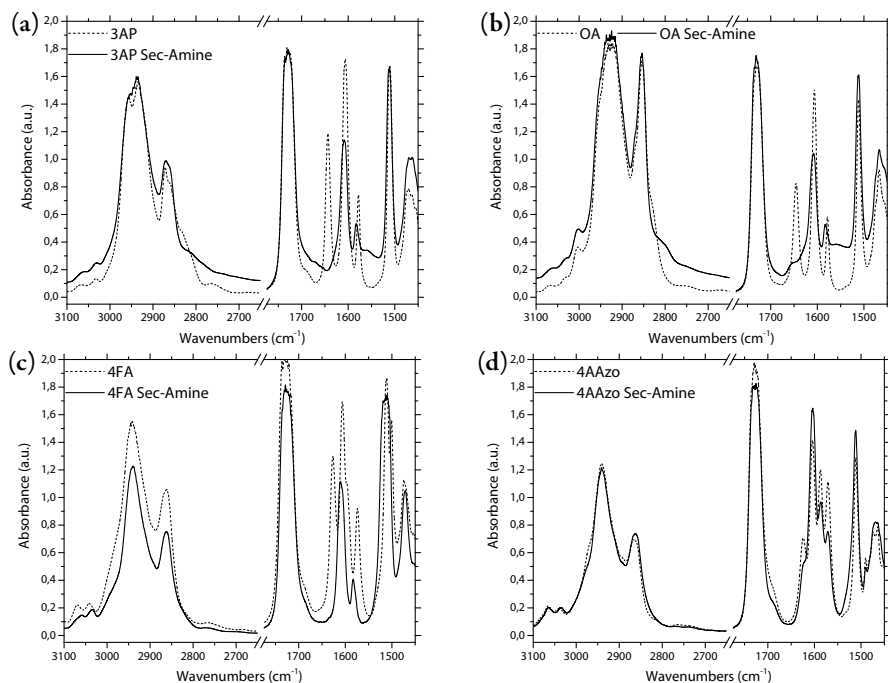 (a)
3AP
3AP Sec-Amine
Absorbance (a.u.)
2,0
1,8
1,6
1,4
1,2
1,0
0,8
0,6
0,4
0,2
0,0
3100 3000 2900 2800 2700 1700 1600 1500
Wavenumbers (cm⁻¹)
(b)
OA OA Sec-Amine
Absorbance (a.u.)
2,0
1,8
1,6
1,4
1,2
1,0
0,8
0,6
0,4
0,2
0,0
3100 3000 2900 2800 2700 1700 1600 1500
Wavenumbers (cm⁻¹)
(c)
4FA
4FA Sec-Amine
Absorbance (a.u.)
2,0
1,8
1,6
1,4
1,2
1,0
0,8
0,6
0,4
0,2
0,0
3100 3000 2900 2800 2700 1700 1600 1500
Wavenumbers (cm⁻¹)
(d)
4AAzo
4AAzo Sec-Amine
Absorbance (a.u.)
2,0
1,8
1,6
1,4
1,2
1,0
0,8
0,6
0,4
0,2
0,0
3100 3000 2900 2800 2700 1700 1600 1500
Wavenumbers (cm⁻¹)